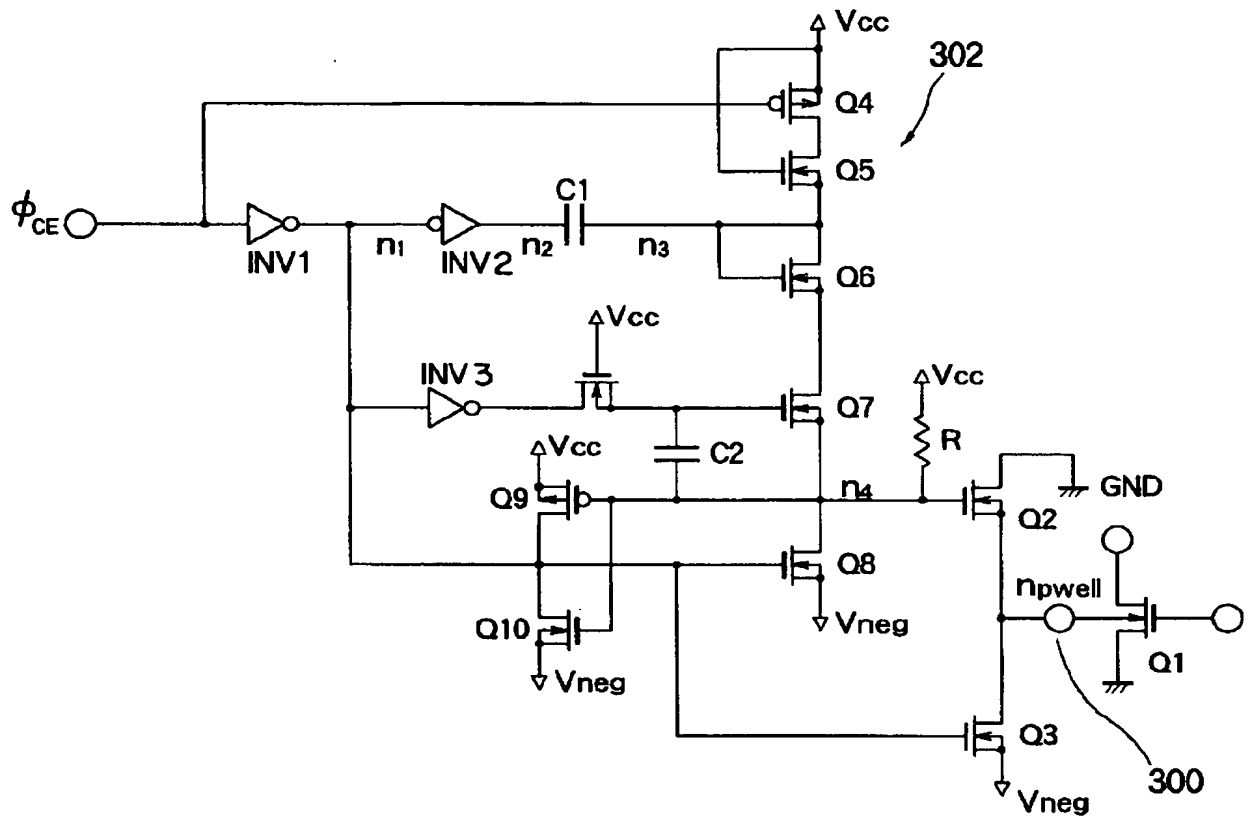 Vcc
302
Q4
Q5
C1
ϕCE
n1
n2
n3
INV1
INV2
Q6
Vcc
INV3
Vcc
Q7
R
C2
Vcc
Q9
n4
GND
Q2
Q8
npwell
Q10
Vneg
Q1
Vneg
Q3
300
Vneg